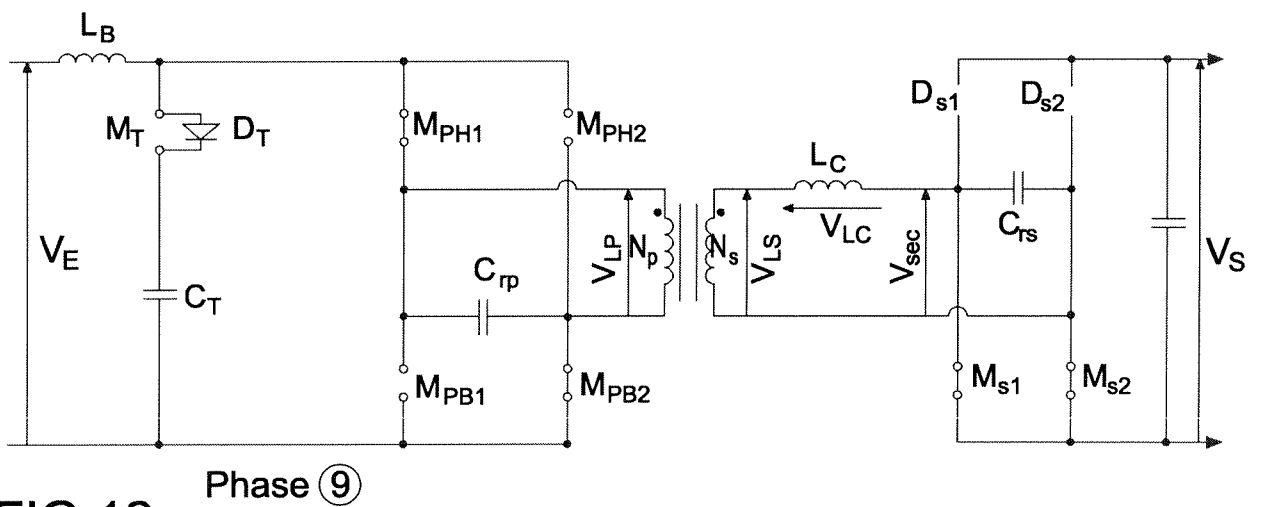 L_B
D_s1 D_s2
M_T D_T M_PH1 M_PH2
L_C
V_LC C_rs
V_E V_LP N_p N_s V_LS V_sec V_S
C_rp
C_T
M_PB1 M_PB2 M_s1 M_s2
Phase ⑨